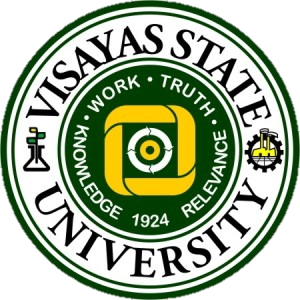 VISAYAS STATE
UNIVERSITY
KNOWLEDGE · WORK · TRUTH · RELEVANCE
1924